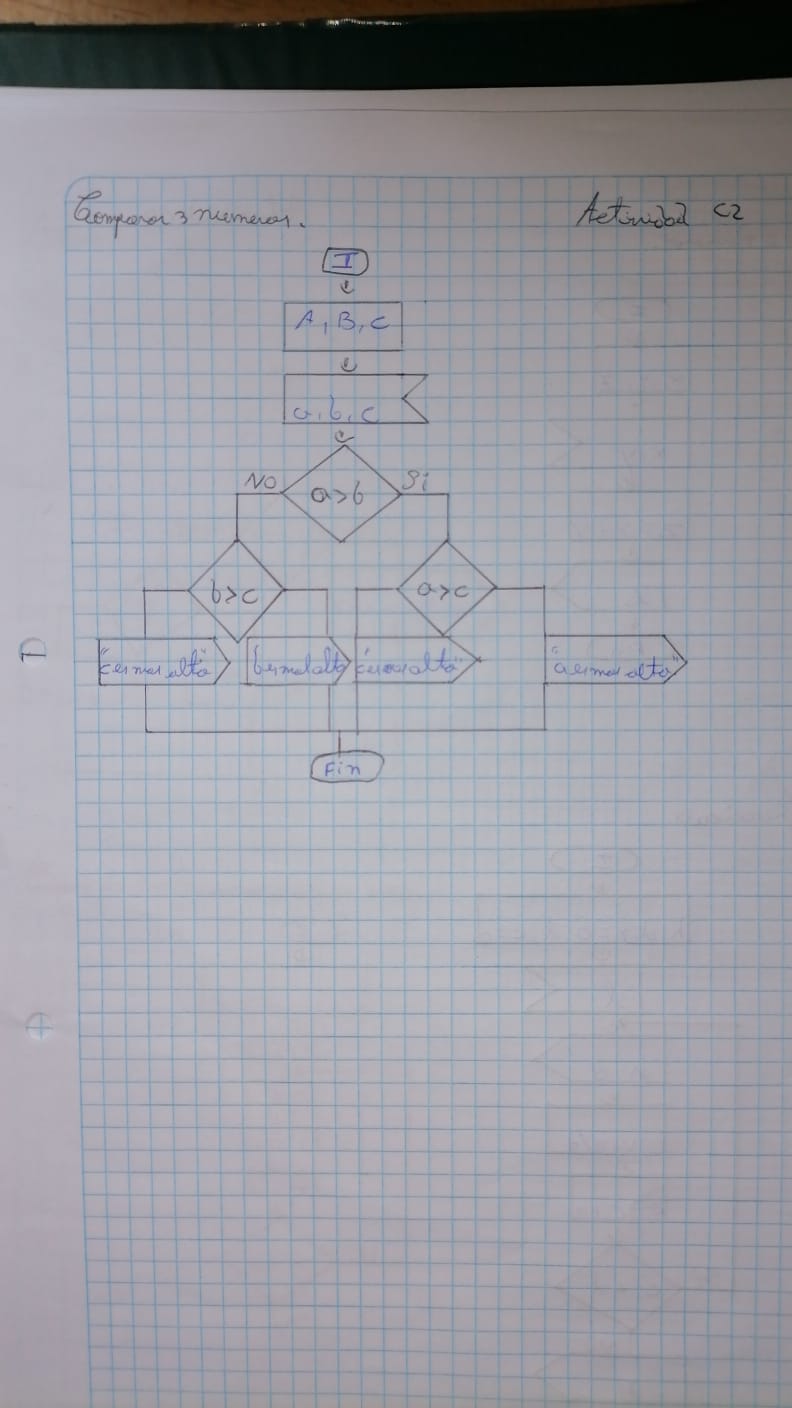 Comparar 3 numeros.
Actividad C2
I
A, B, C
a, b, c
NO
Si
a>b
b>c
a>c
"c es mas alto"
b es mas alto
"c es mas alto"
"a es mas alto"
Fin